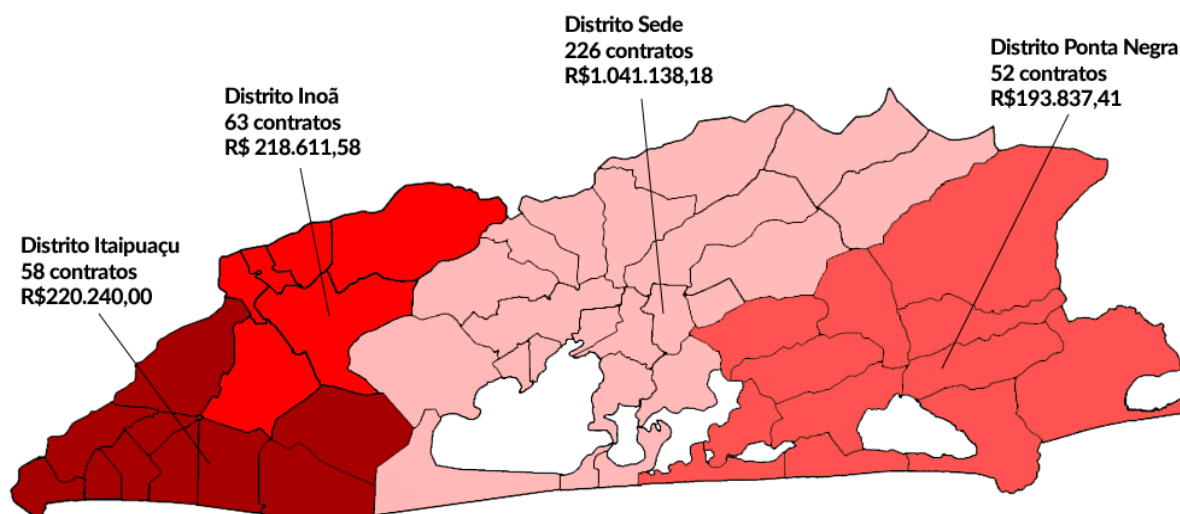 Distrito Sede
226 contratos
R$1.041.138,18
Distrito Ponta Negra
52 contratos
R$193.837,41
Distrito Inoã
63 contratos
R$ 218.611,58
Distrito Itaipuaçu
58 contratos
R$220.240,00